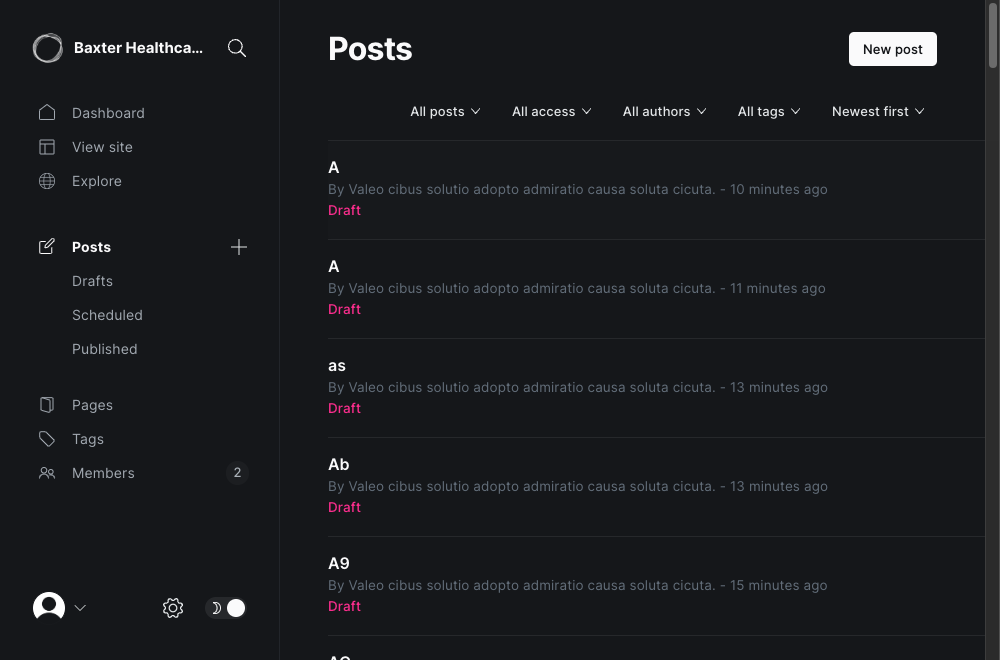 Baxter Healthca...
Dashboard
View site
Explore
Posts
Drafts
Scheduled
Published
Pages
Tags
Members
2
Posts
New post
All posts
All access
All authors
All tags
Newest first
A
By Valeo cibus solutio adopto admiratio causa soluta cicuta. - 10 minutes ago
Draft
A
By Valeo cibus solutio adopto admiratio causa soluta cicuta. - 11 minutes ago
Draft
as
By Valeo cibus solutio adopto admiratio causa soluta cicuta. - 13 minutes ago
Draft
Ab
By Valeo cibus solutio adopto admiratio causa soluta cicuta. - 13 minutes ago
Draft
A9
By Valeo cibus solutio adopto admiratio causa soluta cicuta. - 15 minutes ago
Draft